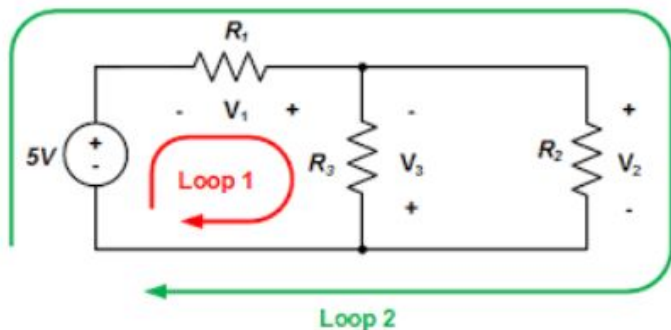 R₁
- V₁ +
5V
+
-
Loop 1
R₃
-
V₃
+
R₂
+
V₂
-
Loop 2